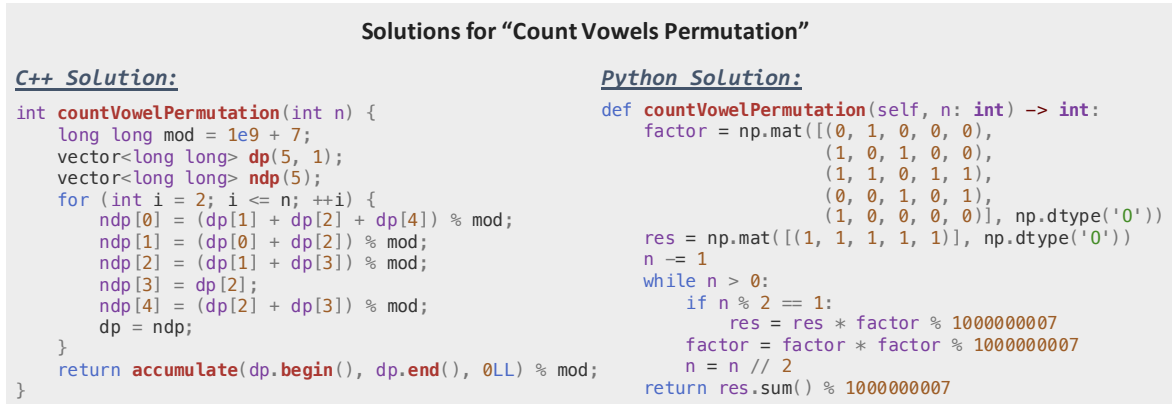 Solutions for “Count Vowels Permutation”
C++ Solution:
int countVowelPermutation(int n) {
    long long mod = 1e9 + 7;
    vector<long long> dp(5, 1);
    vector<long long> ndp(5);
    for (int i = 2; i <= n; ++i) {
        ndp[0] = (dp[1] + dp[2] + dp[4]) % mod;
        ndp[1] = (dp[0] + dp[2]) % mod;
        ndp[2] = (dp[1] + dp[3]) % mod;
        ndp[3] = dp[2];
        ndp[4] = (dp[2] + dp[3]) % mod;
        dp = ndp;
    }
    return accumulate(dp.begin(), dp.end(), 0LL) % mod;
}
Python Solution:
def countVowelPermutation(self, n: int) −> int:
    factor = np.mat([(0, 1, 0, 0, 0),
                     (1, 0, 1, 0, 0),
                     (1, 1, 0, 1, 1),
                     (0, 0, 1, 0, 1),
                     (1, 0, 0, 0, 0)], np.dtype('O'))
    res = np.mat([(1, 1, 1, 1, 1)], np.dtype('O'))
    n −= 1
    while n > 0:
        if n % 2 == 1:
            res = res * factor % 1000000007
        factor = factor * factor % 1000000007
        n = n // 2
    return res.sum() % 1000000007